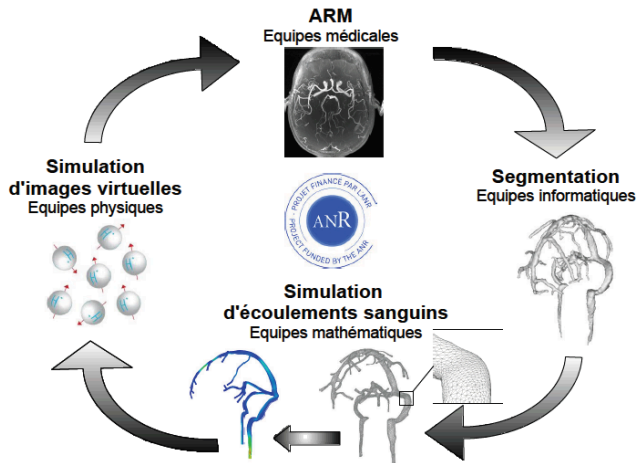 ARM
Equipes médicales
Segmentation
Equipes informatiques
Simulation
d'images virtuelles
Equipes physiques
PROJET FINANCÉ PAR L'ANR
ANR
PROJECT FUNDED BY THE ANR
Simulation
d'écoulements sanguins
Equipes mathématiques